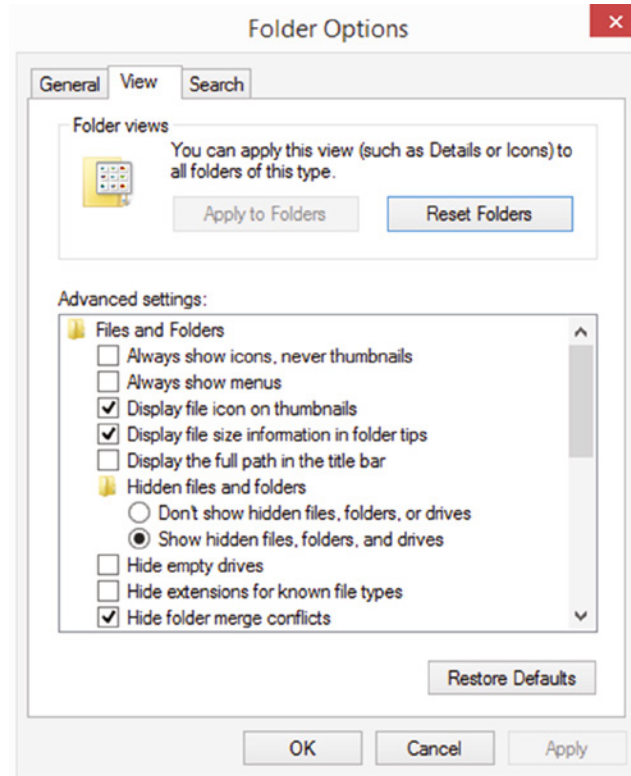 Folder Options
General View Search
Folder views
You can apply this view (such as Details or Icons) to
all folders of this type.
Apply to Folders Reset Folders
Advanced settings:
Files and Folders
Always show icons, never thumbnails
Always show menus
Display file icon on thumbnails
Display file size information in folder tips
Display the full path in the title bar
Hidden files and folders
Don't show hidden files, folders, or drives
Show hidden files, folders, and drives
Hide empty drives
Hide extensions for known file types
Hide folder merge conflicts
Restore Defaults
OK Cancel Apply